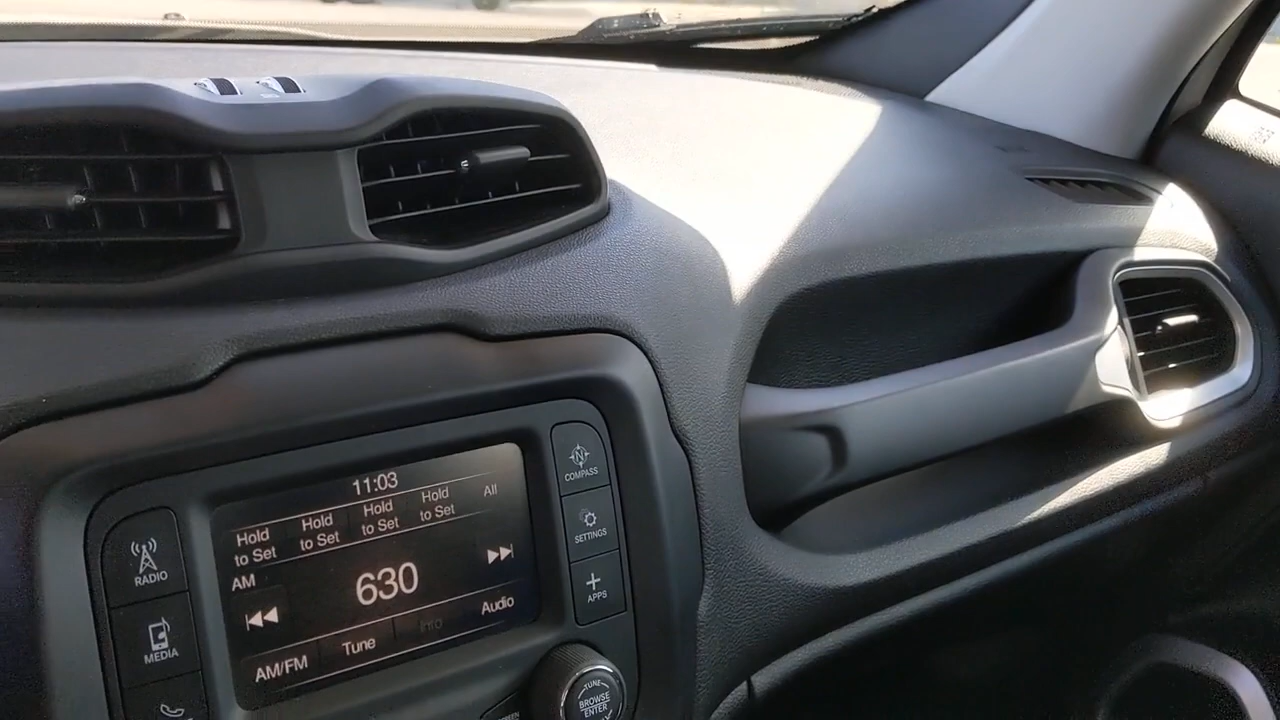 11:03
Hold to Set
Hold to Set
Hold to Set
Hold to Set
All
AM
630
AM/FM
Tune
Info
Audio
RADIO
MEDIA
N
COMPASS
SETTINGS
APPS
TUNE
BROWSE
ENTER